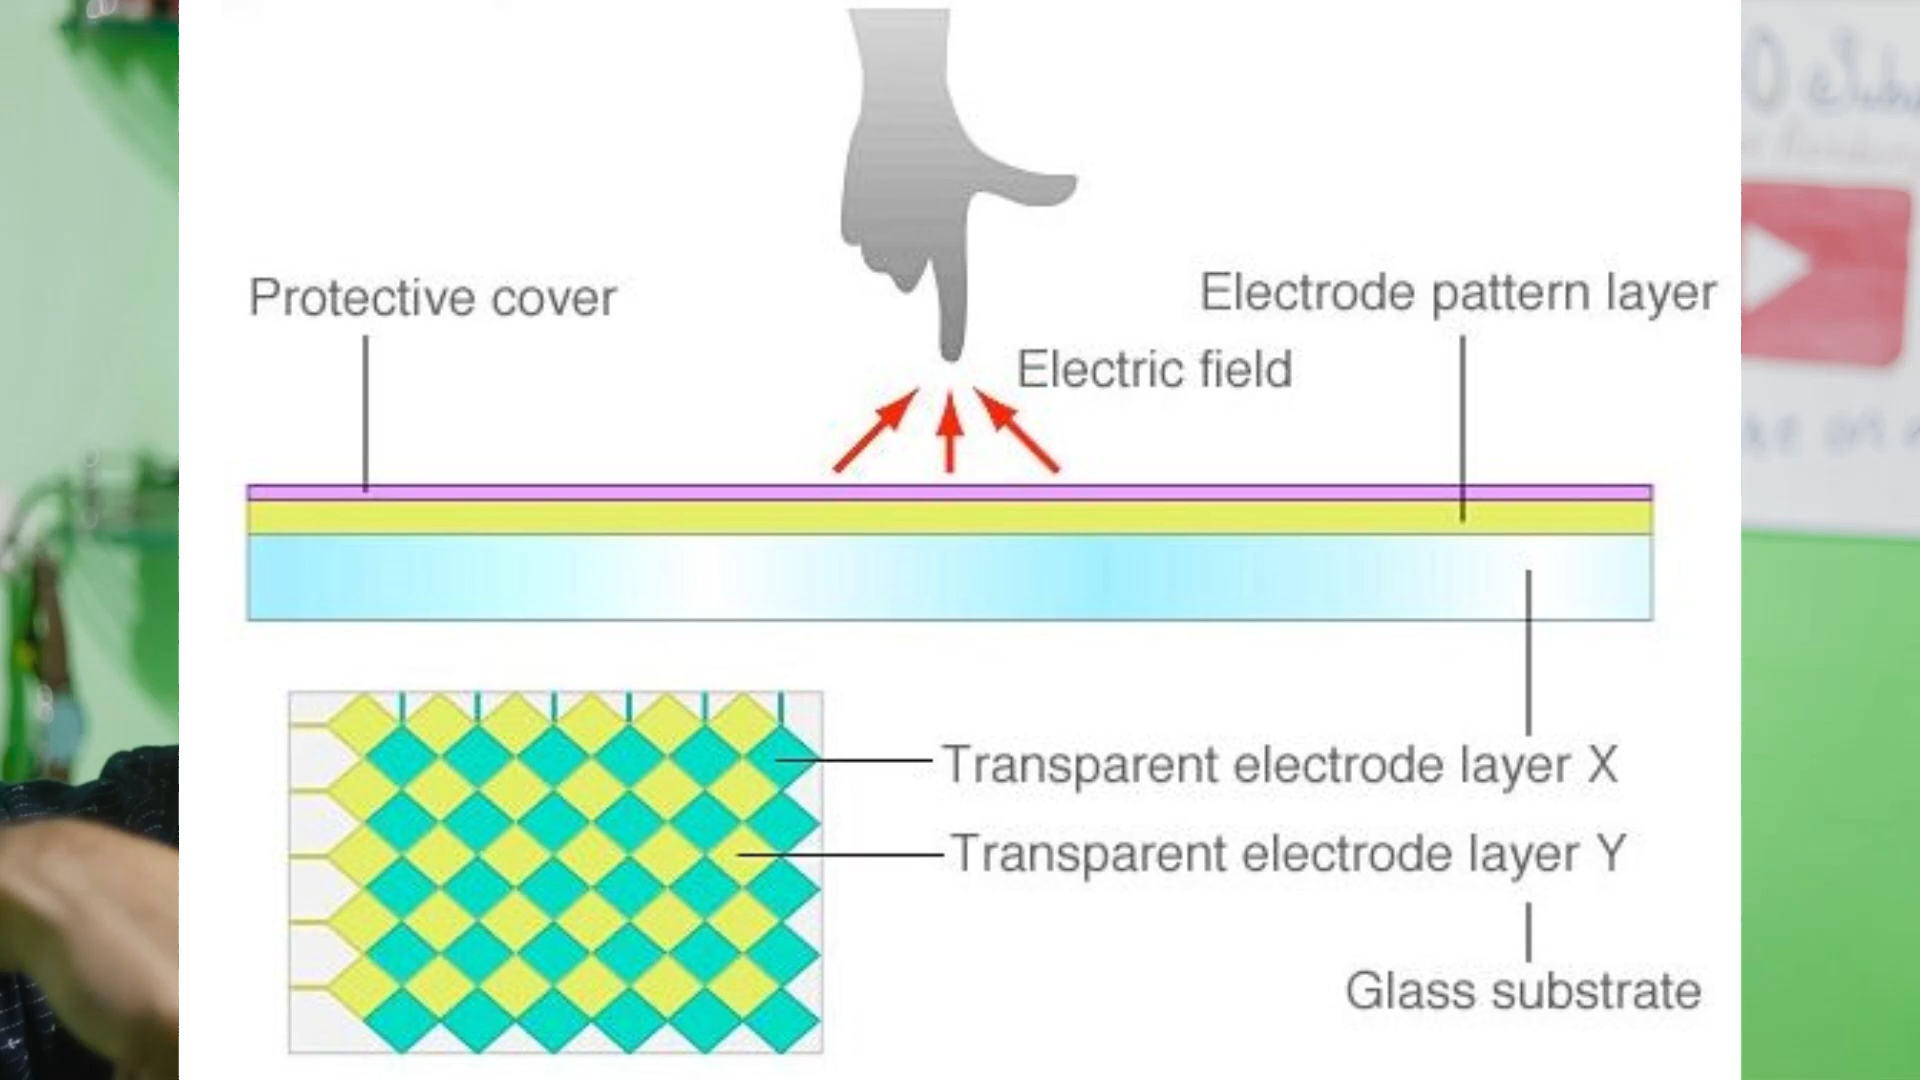 Protective cover
Electrode pattern layer
Electric field
Transparent electrode layer X
Transparent electrode layer Y
Glass substrate